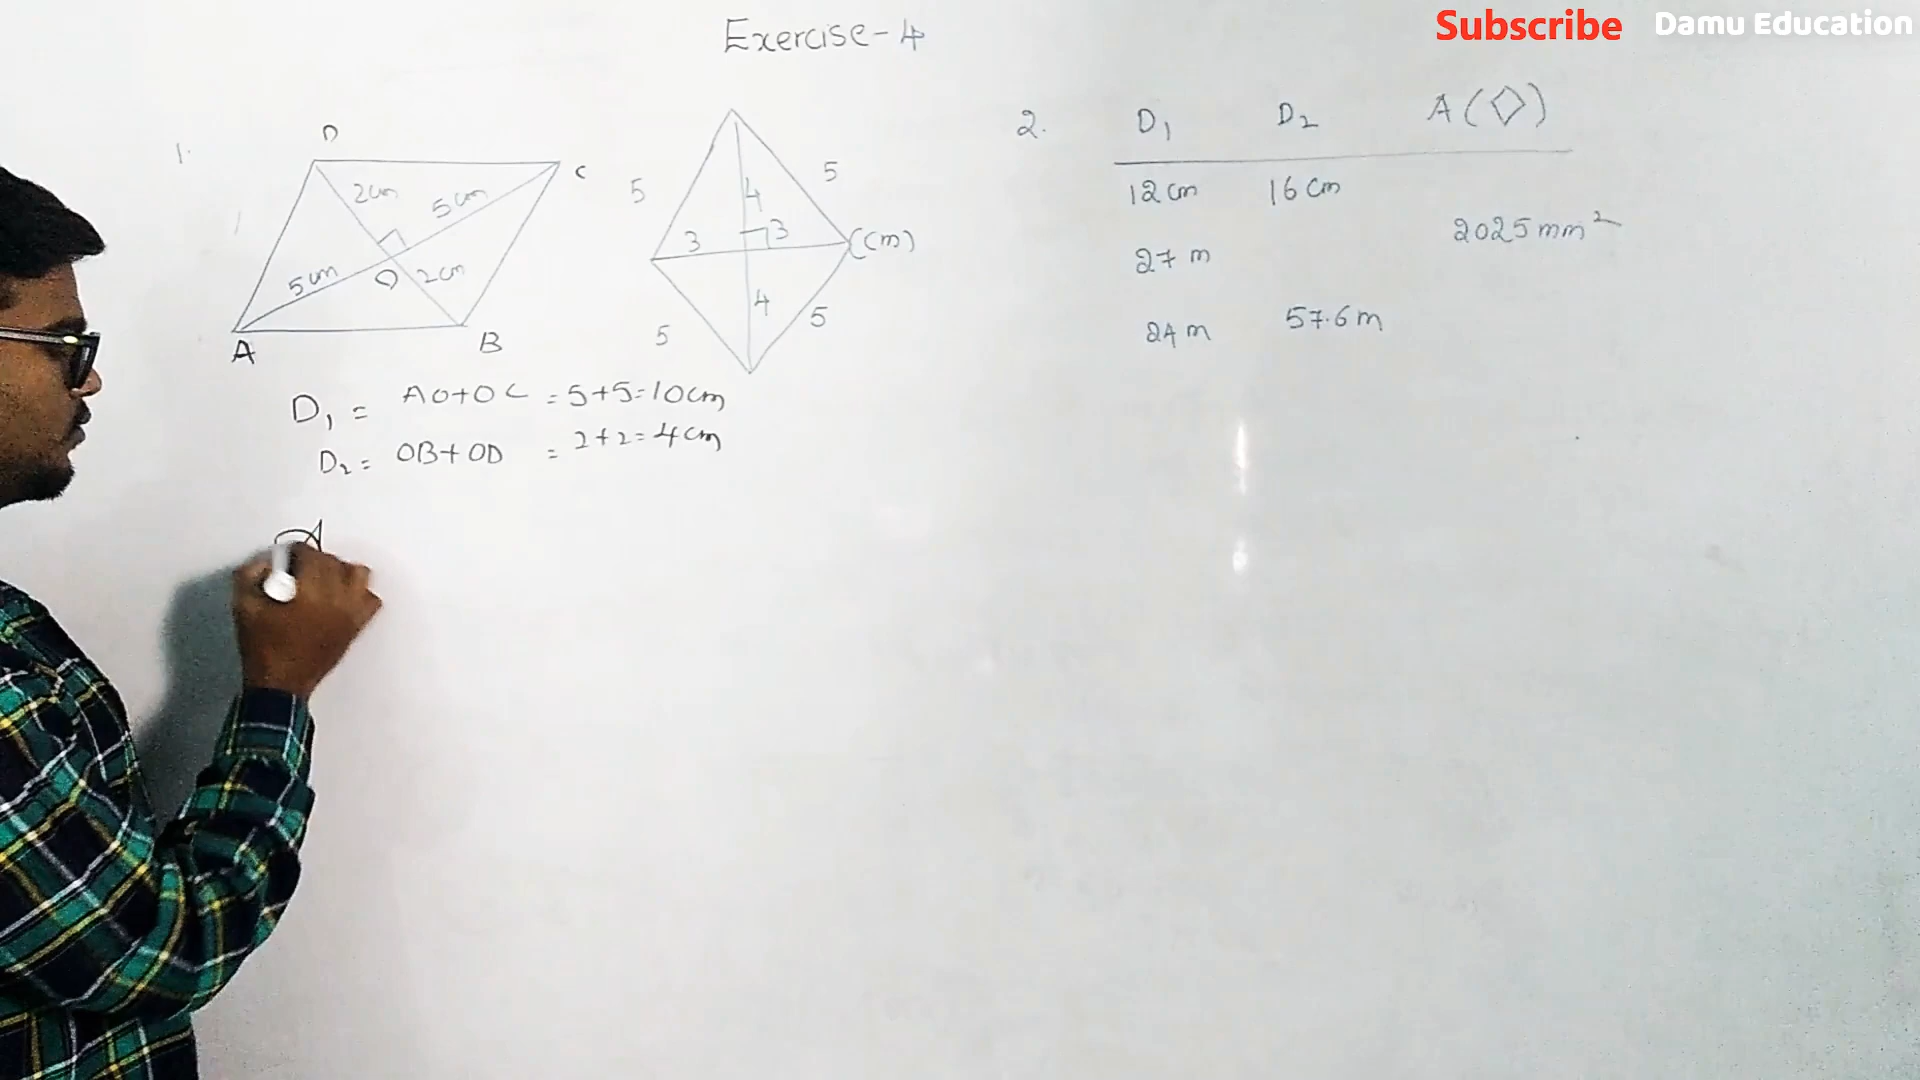 Subscribe Damu Education
Exercise-4
1.
D
C
2cm
5cm
5cm
O
2cm
A
B
5
5
4
3
3
(cm)
4
5
5
D1 = AO+OC = 5+5=10cm
D2 = OB+OD = 2+2=4cm
A
2. D1 D2 A(◇)
12cm 16cm
27 m 2025mm²
24 m 57.6m